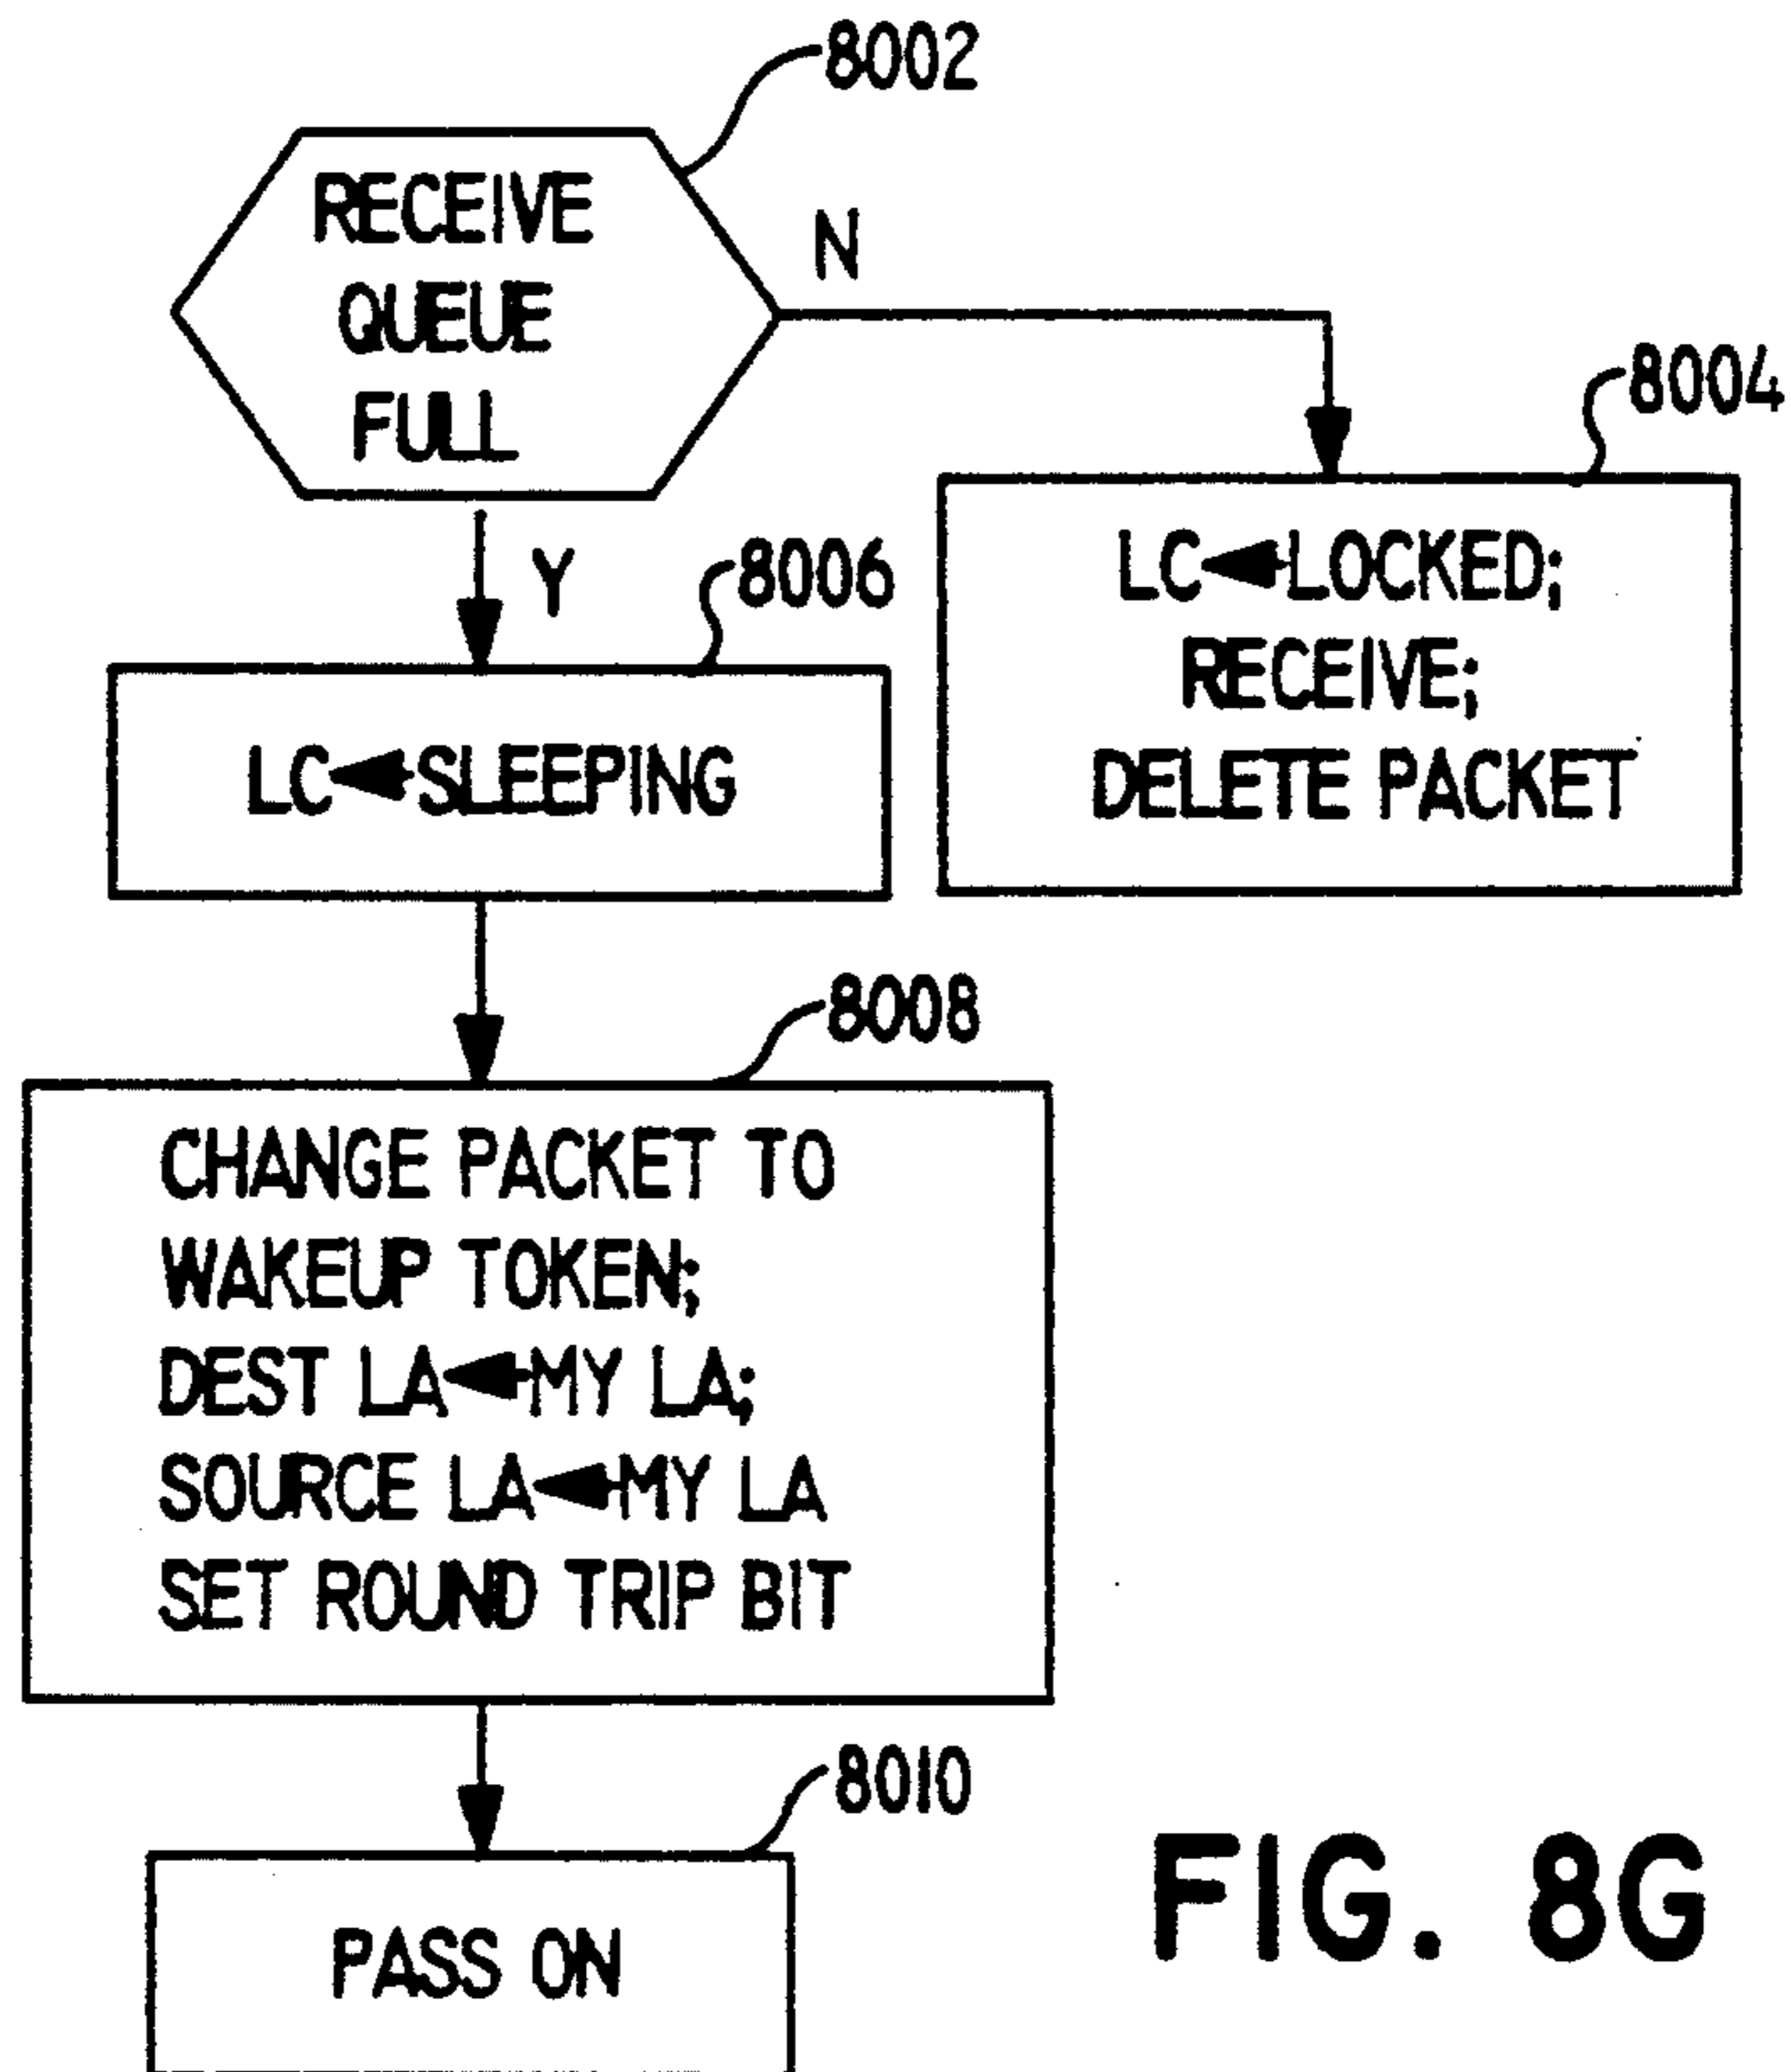 8002
RECEIVE
QUEUE
FULL
N
8004
LC◄LOCKED;
RECEIVE;
DELETE PACKET
Y
8006
LC◄SLEEPING
8008
CHANGE PACKET TO
WAKEUP TOKEN;
DEST LA◄MY LA;
SOURCE LA◄MY LA
SET ROUND TRIP BIT
8010
PASS ON
FIG. 8G